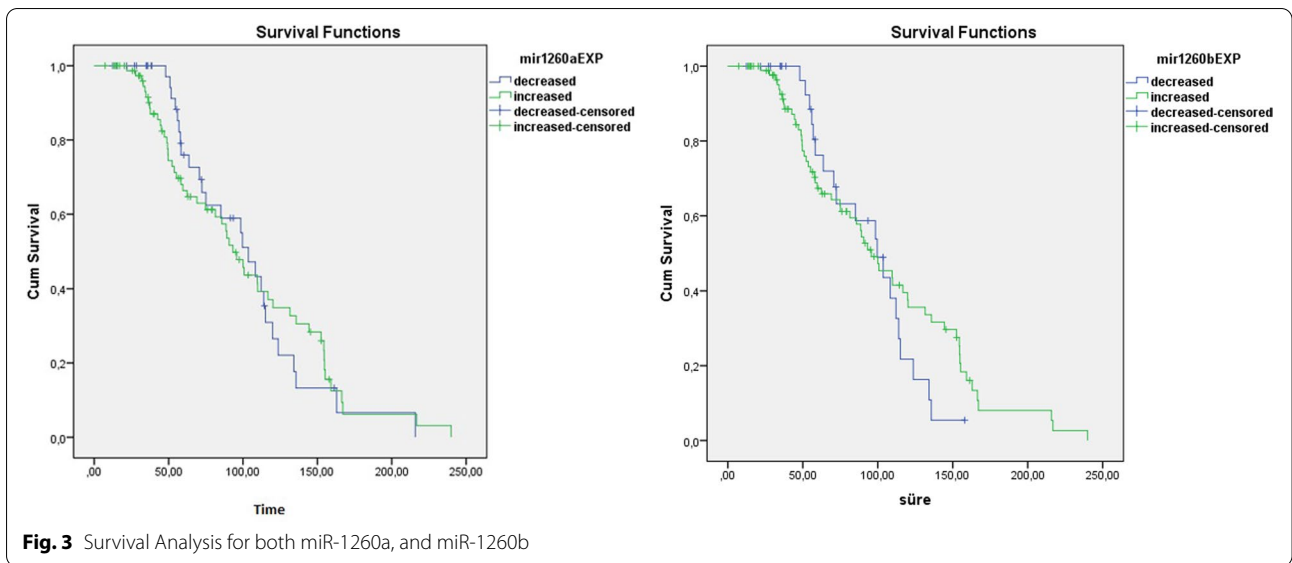 Survival Functions
mir1260aEXP
decreased
increased
decreased-censored
increased-censored
Cum Survival
1,0
0,8
0,6
0,4
0,2
0,0
,00 50,00 100,00 150,00 200,00 250,00
Time
Survival Functions
mir1260bEXP
decreased
increased
decreased-censored
increased-censored
Cum Survival
1,0
0,8
0,6
0,4
0,2
0,0
,00 50,00 100,00 150,00 200,00 250,00
süre
Fig. 3 Survival Analysis for both miR-1260a, and miR-1260b